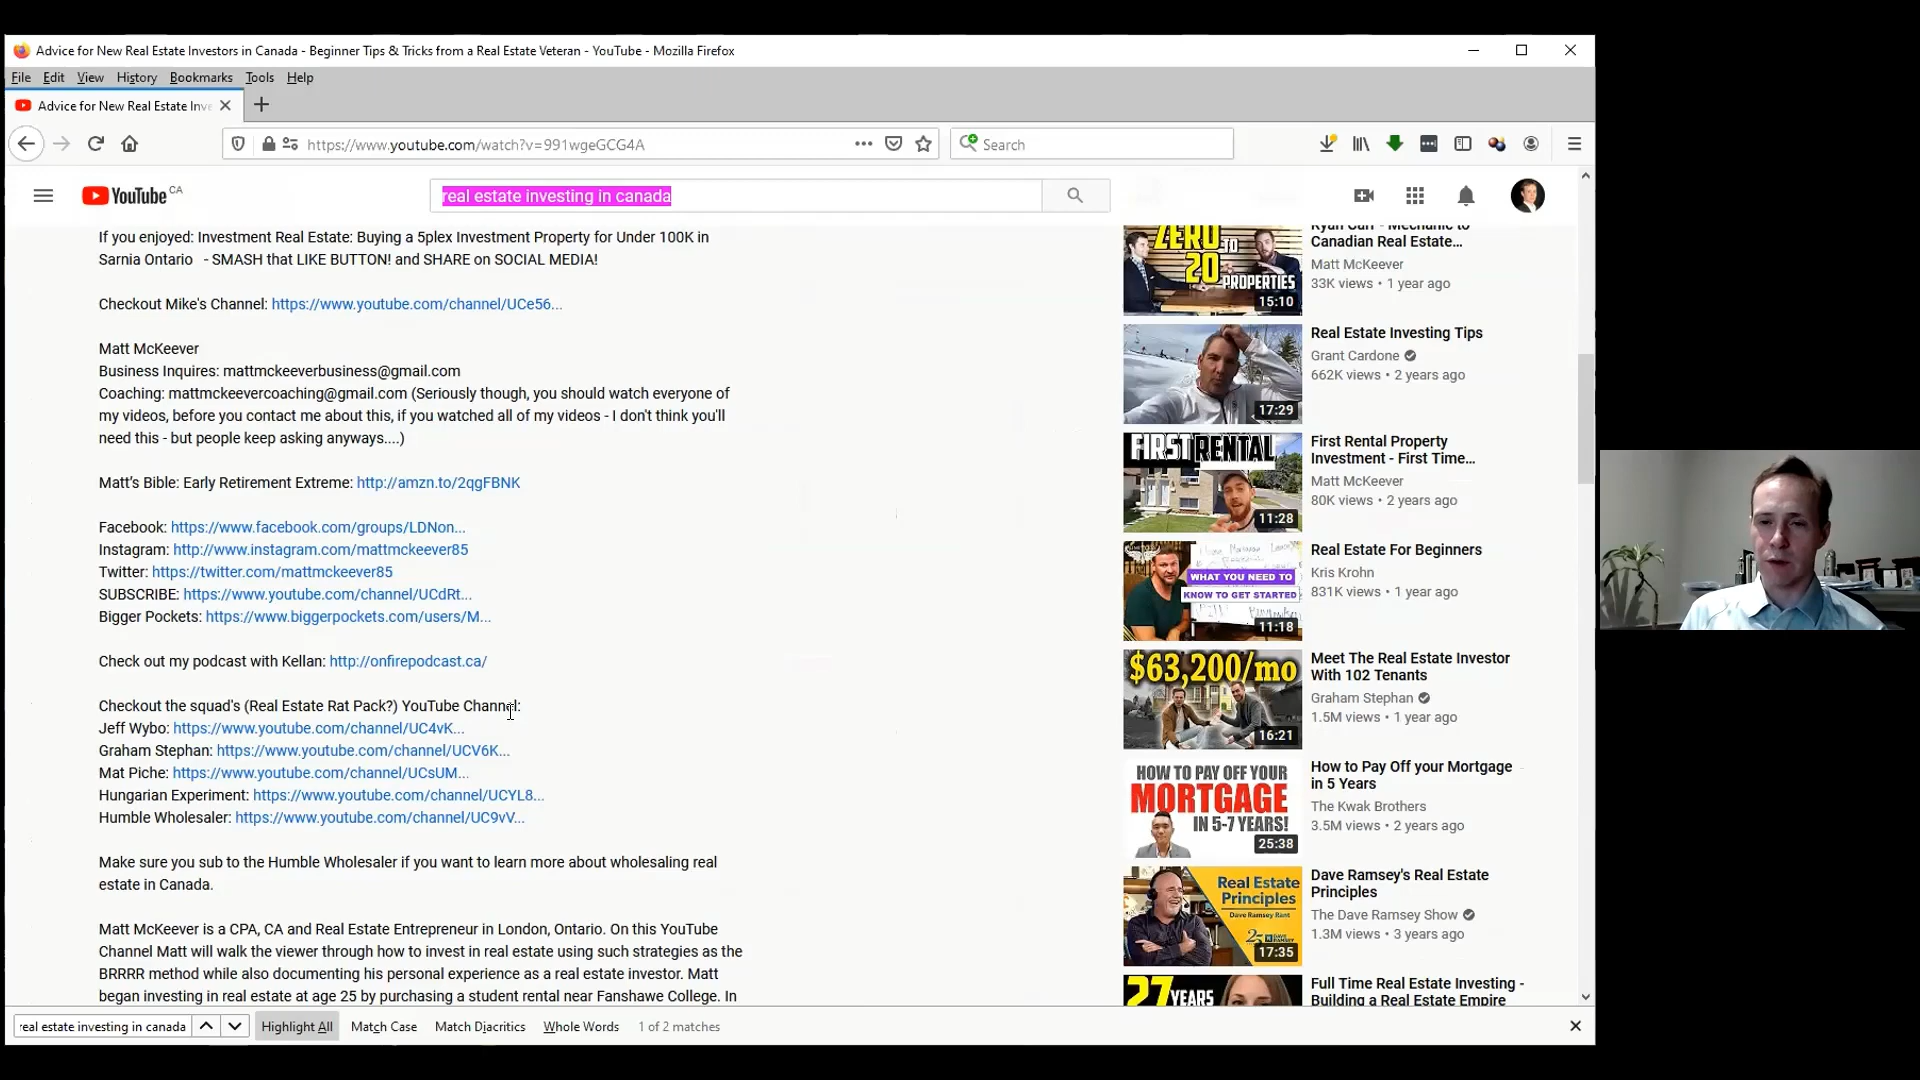 Advice for New Real Estate Investors in Canada - Beginner Tips & Tricks from a Real Estate Veteran - YouTube - Mozilla Firefox
File Edit View History Bookmarks Tools Help
Advice for New Real Estate Inve
https://www.youtube.com/watch?v=991wgeGCG4A
Search
YouTube CA
real estate investing in canada
If you enjoyed: Investment Real Estate: Buying a 5plex Investment Property for Under 100K in
Sarnia Ontario - SMASH that LIKE BUTTON! and SHARE on SOCIAL MEDIA!
Checkout Mike's Channel: https://www.youtube.com/channel/UCe56...
Matt McKeever
Business Inquires: mattmckeeverbusiness@gmail.com
Coaching: mattmckeevercoaching@gmail.com (Seriously though, you should watch everyone of
my videos, before you contact me about this, if you watched all of my videos - I don't think you'll
need this - but people keep asking anyways....)
Matt's Bible: Early Retirement Extreme: http://amzn.to/2qgFBNK
Facebook: https://www.facebook.com/groups/LDNon...
Instagram: http://www.instagram.com/mattmckeever85
Twitter: https://twitter.com/mattmckeever85
SUBSCRIBE: https://www.youtube.com/channel/UCdRt...
Bigger Pockets: https://www.biggerpockets.com/users/M...
Check out my podcast with Kellan: http://onfirepodcast.ca/
Checkout the squad's (Real Estate Rat Pack?) YouTube Channel:
Jeff Wybo: https://www.youtube.com/channel/UC4vK...
Graham Stephan: https://www.youtube.com/channel/UCV6K...
Mat Piche: https://www.youtube.com/channel/UCsUM...
Hungarian Experiment: https://www.youtube.com/channel/UCYL8...
Humble Wholesaler: https://www.youtube.com/channel/UC9vV...
Make sure you sub to the Humble Wholesaler if you want to learn more about wholesaling real
estate in Canada.
Matt McKeever is a CPA, CA and Real Estate Entrepreneur in London, Ontario. On this YouTube
Channel Matt will walk the viewer through how to invest in real estate using such strategies as the
BRRRR method while also documenting his personal experience as a real estate investor. Matt
began investing in real estate at age 25 by purchasing a student rental near Fanshawe College. In
ZERO TO
20
PROPERTIES
15:10
Ryan Carr - Mechanic to
Canadian Real Estate...
Matt McKeever
33K views • 1 year ago
17:29
Real Estate Investing Tips
Grant Cardone
662K views • 2 years ago
FIRST RENTAL
11:28
First Rental Property
Investment - First Time...
Matt McKeever
80K views • 2 years ago
WHAT YOU NEED TO
KNOW TO GET STARTED
11:18
Real Estate For Beginners
Kris Krohn
831K views • 1 year ago
$63,200/mo
16:21
Meet The Real Estate Investor
With 102 Tenants
Graham Stephan
1.5M views • 1 year ago
HOW TO PAY OFF YOUR
MORTGAGE
IN 5-7 YEARS!
25:38
How to Pay Off your Mortgage
in 5 Years
The Kwak Brothers
3.5M views • 2 years ago
Real Estate
Principles
Dave Ramsey Rant
25
17:35
Dave Ramsey's Real Estate
Principles
The Dave Ramsey Show
1.3M views • 3 years ago
27 YEARS
Full Time Real Estate Investing -
Building a Real Estate Empire
real estate investing in canada
Highlight All Match Case Match Diacritics Whole Words 1 of 2 matches